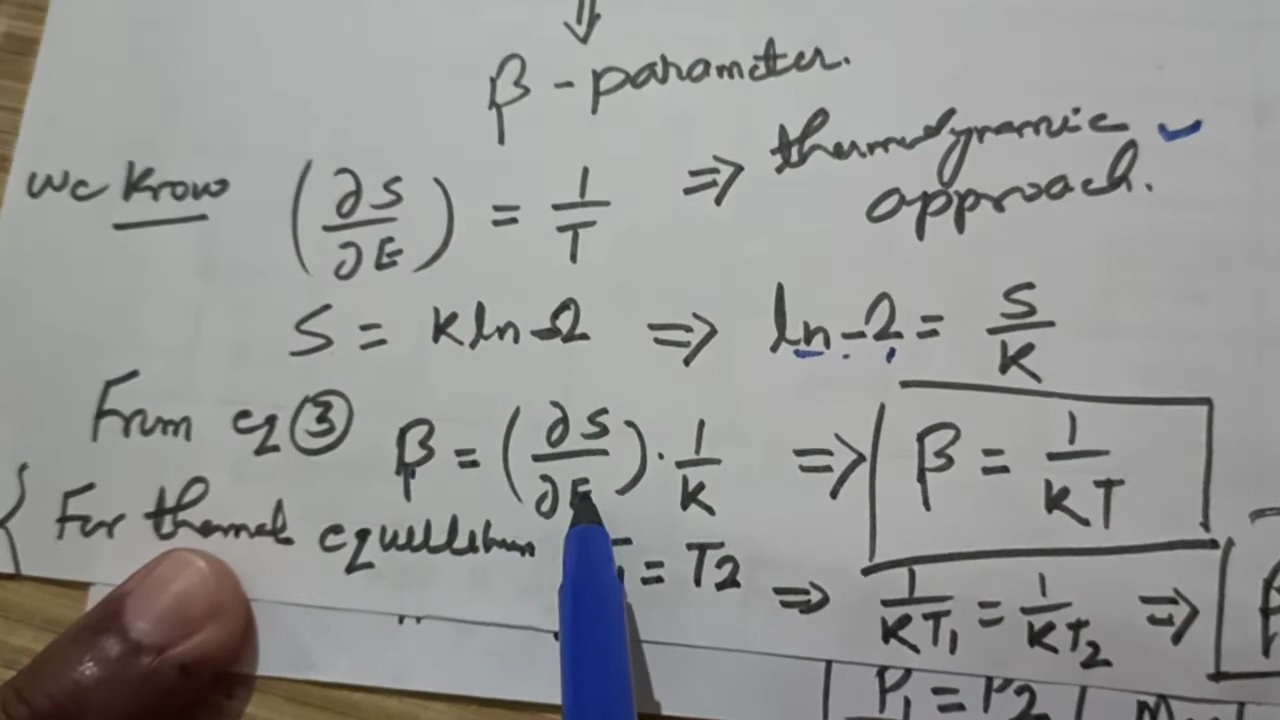 ⇓
β - parameter.
we know (∂S/∂E) = 1/T ⇒ thermodynamic approach.
S = k ln Ω ⇒ ln Ω = S/k
From eq ③ β = (∂S/∂E) · 1/k ⇒ β = 1/kT
{ For thermal equilibrium = T2 ⇒ 1/kT1 = 1/kT2 ⇒
P1 = P2